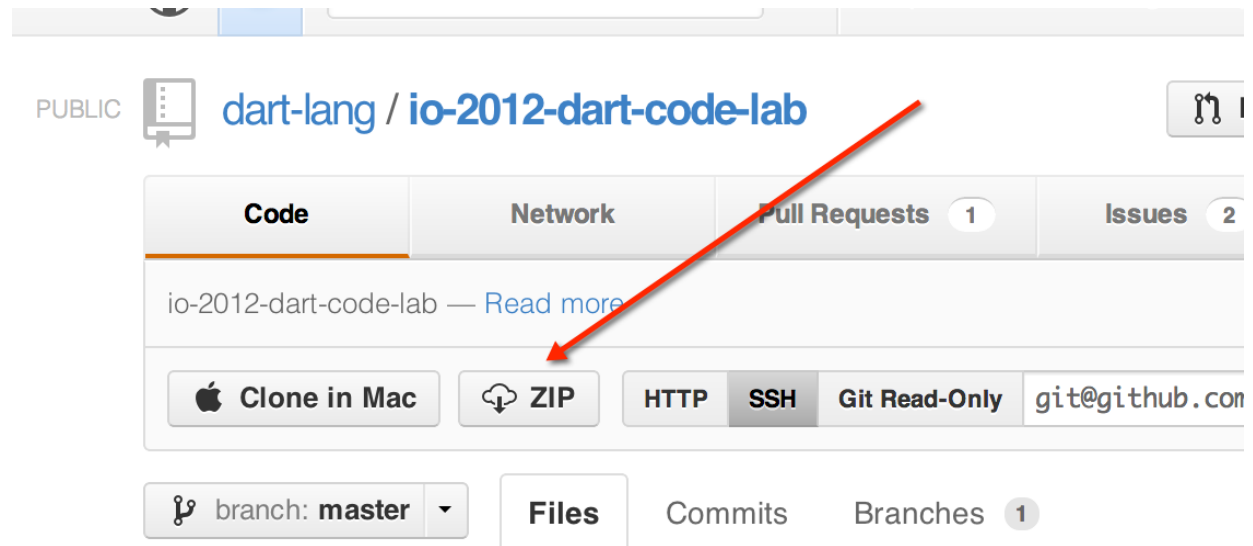 PUBLIC dart-lang / io-2012-dart-code-lab
Code Network Pull Requests 1 Issues 2
io-2012-dart-code-lab — Read more
Clone in Mac ZIP HTTP SSH Git Read-Only git@github.com
branch: master Files Commits Branches 1